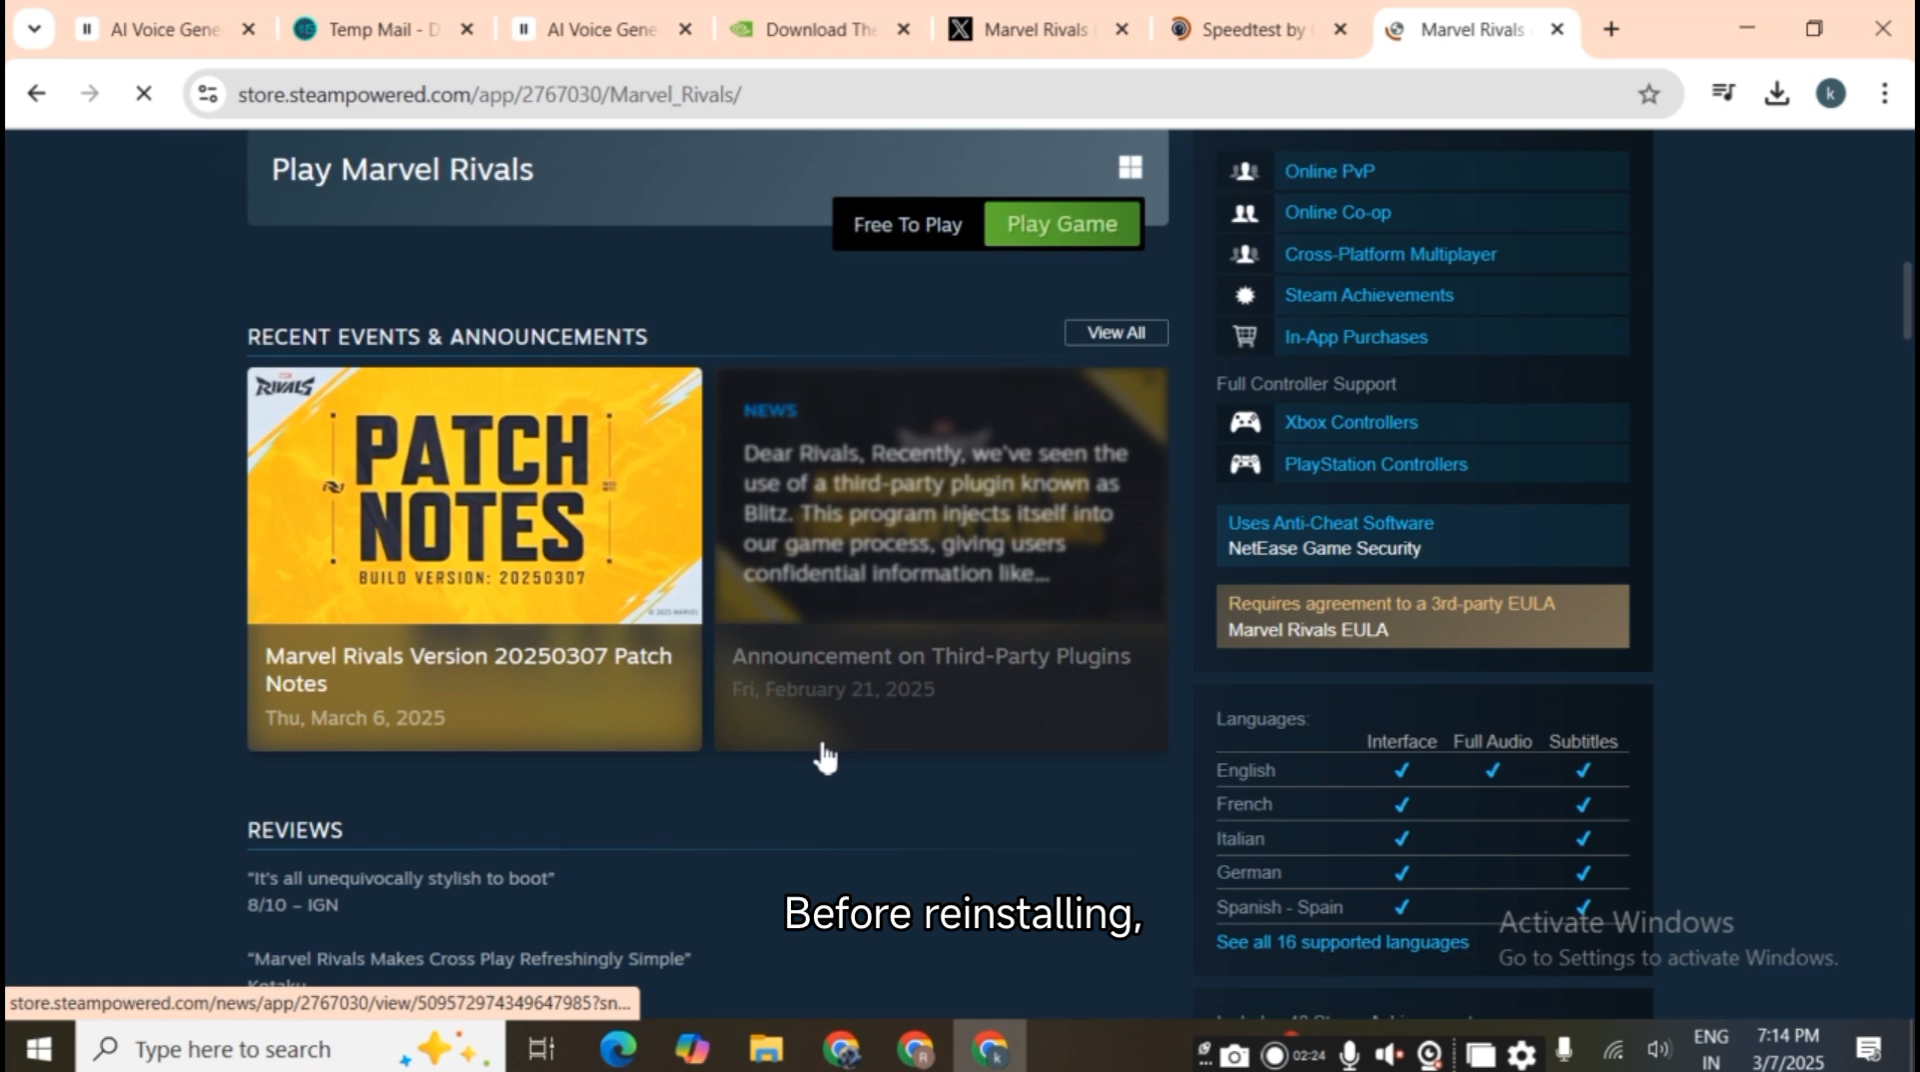 AI Voice Gene
Temp Mail - D
AI Voice Gene
Download The
Marvel Rivals
Speedtest by
Marvel Rivals
store.steampowered.com/app/2767030/Marvel_Rivals/
k
Play Marvel Rivals
Free To Play
Play Game
RECENT EVENTS & ANNOUNCEMENTS
View All
RIVALS
PATCH
NOTES
BUILD VERSION: 20250307
© 2025 MARVEL
Marvel Rivals Version 20250307 Patch
Notes
Thu, March 6, 2025
NEWS
Dear Rivals, Recently, we've seen the
use of a third-party plugin known as
Blitz. This program injects itself into
our game process, giving users
confidential information like...
Announcement on Third-Party Plugins
Fri, February 21, 2025
REVIEWS
“It's all unequivocally stylish to boot”
8/10 – IGN
“Marvel Rivals Makes Cross Play Refreshingly Simple”
Kotaku
Online PvP
Online Co-op
Cross-Platform Multiplayer
Steam Achievements
In-App Purchases
Full Controller Support
Xbox Controllers
PlayStation Controllers
Uses Anti-Cheat Software
NetEase Game Security
Requires agreement to a 3rd-party EULA
Marvel Rivals EULA
Languages:
Interface Full Audio Subtitles
English
French
Italian
German
Spanish - Spain
See all 16 supported languages
Before reinstalling,
Activate Windows
Go to Settings to activate Windows.
store.steampowered.com/news/app/2767030/view/509572974349647985?sn...
Type here to search
R
k
02:24
ENG
IN
7:14 PM
3/7/2025